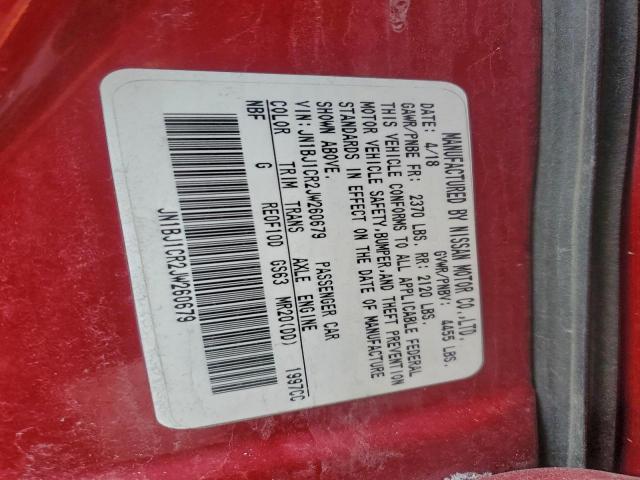 MANUFACTURED BY NISSAN MOTOR CO.,LTD.
DATE: 4/18 GVWR/PNBV: 4455 LBS.
GAWR/PNBE FR: 2370 LBS. RR: 2120 LBS.
THIS VEHICLE CONFORMS TO ALL APPLICABLE FEDERAL
MOTOR VEHICLE SAFETY,BUMPER,AND THEFT PREVENTION
STANDARDS IN EFFECT ON THE DATE OF MANUFACTURE
SHOWN ABOVE.
VIN: JN1BJ1CR2JW260679 PASSENGER CAR
COLOR TRIM TRANS AXLE ENGINE
NBF G RE0F10D GS63 MR20(DD) 1997CC
JN1BJ1CR2JW260679